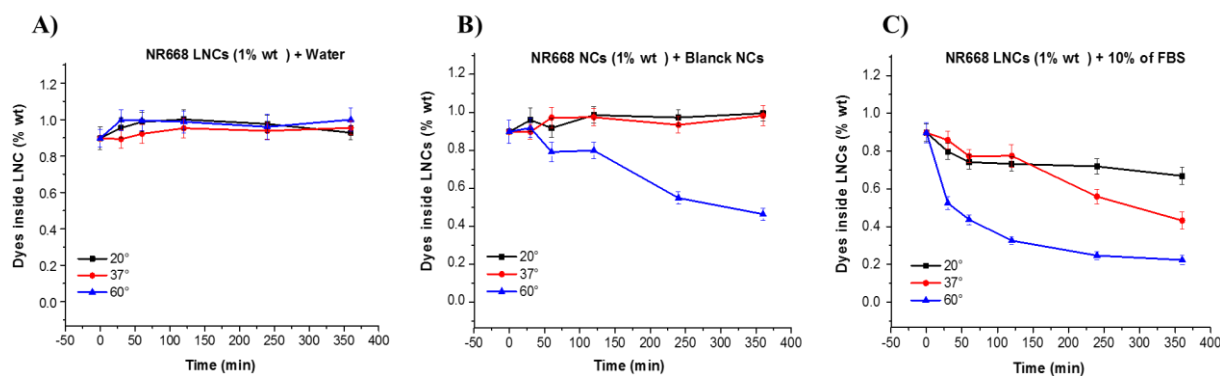 A)
NR668 LNCs (1% wt ) + Water
Dyes inside LNC (% wt)
1.2
1.0
0.8
0.6
0.4
0.2
0.0
20°
37°
60°
-50 0 50 100 150 200 250 300 350 400
Time (min)
B)
NR668 NCs (1% wt ) + Blanck NCs
Dyes inside LNCs (% wt)
1.2
1.0
0.8
0.6
0.4
0.2
0.0
20°
37°
60°
-50 0 50 100 150 200 250 300 350 400
Time (min)
C)
NR668 LNCs (1% wt ) + 10% of FBS
Dyes inside LNCs (% wt)
1.2
1.0
0.8
0.6
0.4
0.2
0.0
20°
37°
60°
-50 0 50 100 150 200 250 300 350 400
Time (min)